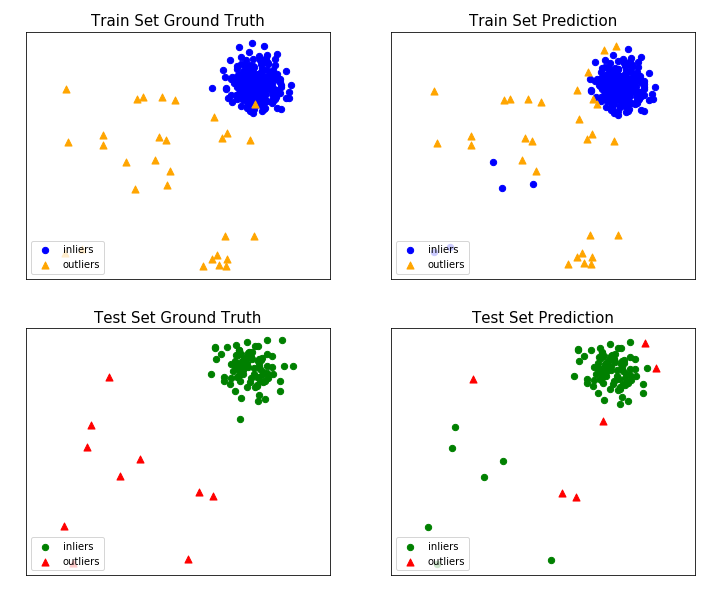 Train Set Ground Truth
Train Set Prediction
inliers
outliers
inliers
outliers
Test Set Ground Truth
Test Set Prediction
inliers
outliers
inliers
outliers